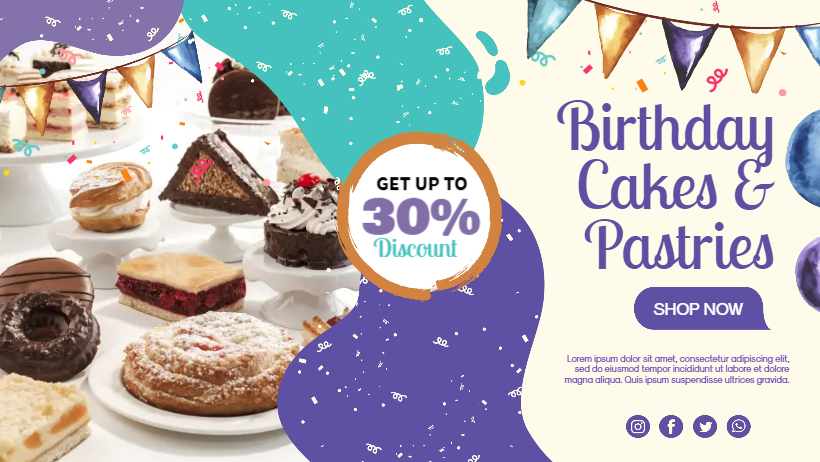 GET UP TO
30%
Discount
Birthday
Cakes &
Pastries
SHOP NOW
Lorem ipsum dolor sit amet, consectetur adipiscing elit,
sed do eiusmod tempor incididunt ut labore et dolore
magna aliqua. Quis ipsum suspendisse ultrices gravida.